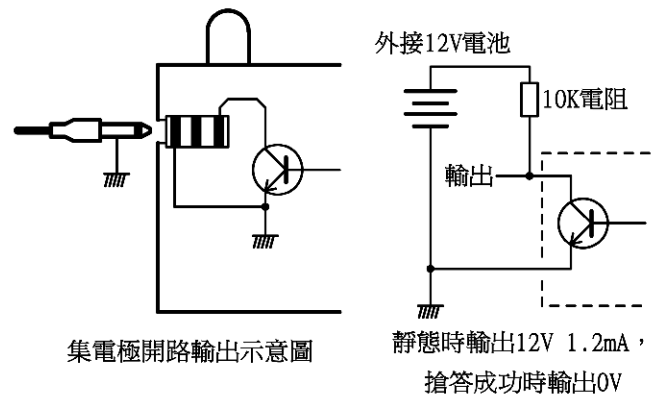 外接12V電池
10K電阻
輸出
集電極開路輸出示意圖
靜態時輸出12V 1.2mA，
搶答成功時輸出0V